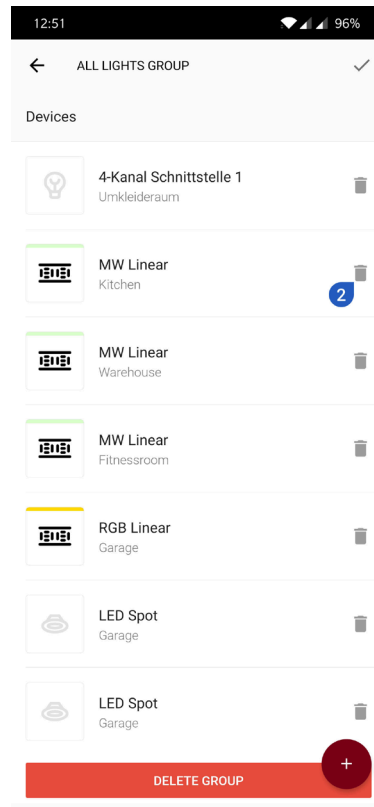 12:51
96%
ALL LIGHTS GROUP
Devices
4-Kanal Schnittstelle 1
Umkleideraum
MW Linear
Kitchen
2
MW Linear
Warehouse
MW Linear
Fitnessroom
RGB Linear
Garage
LED Spot
Garage
LED Spot
Garage
+
DELETE GROUP